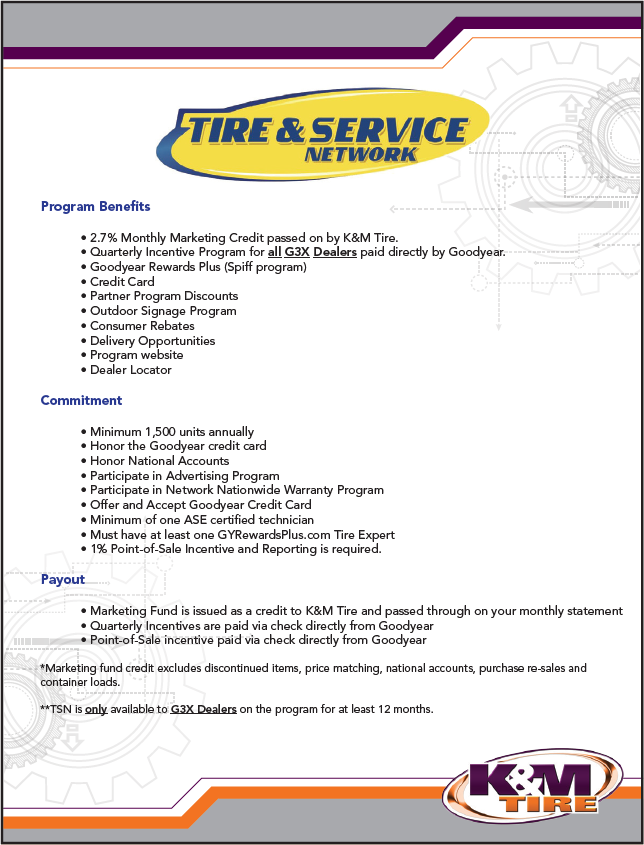 TIRE & SERVICE
NETWORK
Program Benefits
• 2.7% Monthly Marketing Credit passed on by K&M Tire.
• Quarterly Incentive Program for all G3X Dealers paid directly by Goodyear.
• Goodyear Rewards Plus (Spiff program)
• Credit Card
• Partner Program Discounts
• Outdoor Signage Program
• Consumer Rebates
• Delivery Opportunities
• Program website
• Dealer Locator
Commitment
• Minimum 1,500 units annually
• Honor the Goodyear credit card
• Honor National Accounts
• Participate in Advertising Program
• Participate in Network Nationwide Warranty Program
• Offer and Accept Goodyear Credit Card
• Minimum of one ASE certified technician
• Must have at least one GYRewardsPlus.com Tire Expert
• 1% Point-of-Sale Incentive and Reporting is required.
Payout
• Marketing Fund is issued as a credit to K&M Tire and passed through on your monthly statement
• Quarterly Incentives are paid via check directly from Goodyear
• Point-of-Sale incentive paid via check directly from Goodyear
*Marketing fund credit excludes discontinued items, price matching, national accounts, purchase re-sales and
container loads.
**TSN is only available to G3X Dealers on the program for at least 12 months.
K&M
TIRE